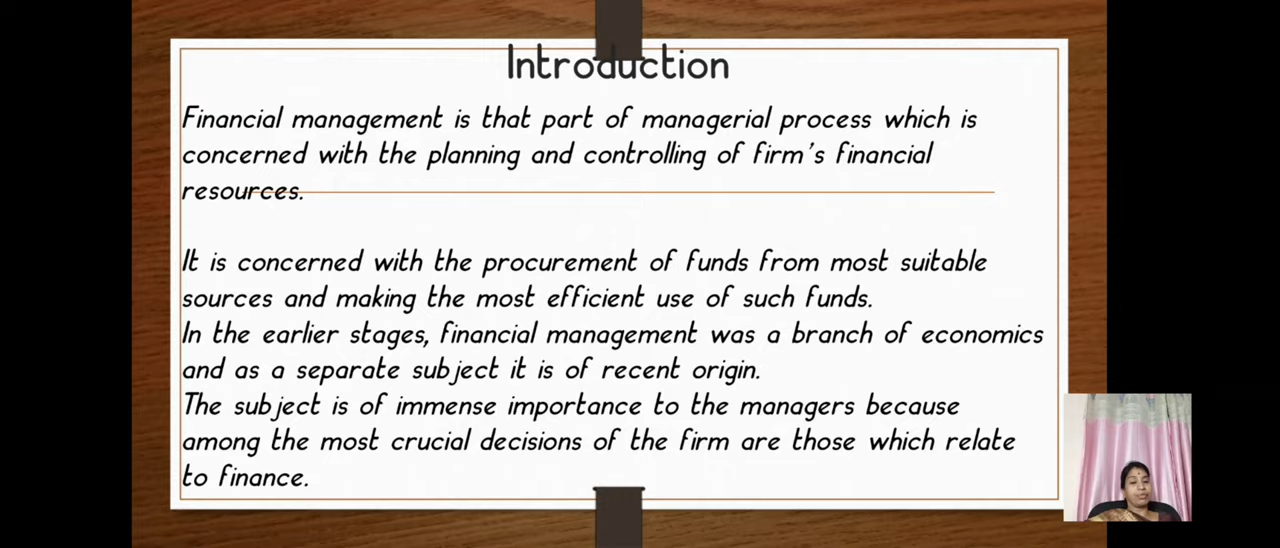 Introduction
Financial management is that part of managerial process which is
concerned with the planning and controlling of firm's financial
resources.
It is concerned with the procurement of funds from most suitable
sources and making the most efficient use of such funds.
In the earlier stages, financial management was a branch of economics
and as a separate subject it is of recent origin.
The subject is of immense importance to the managers because
among the most crucial decisions of the firm are those which relate
to finance.